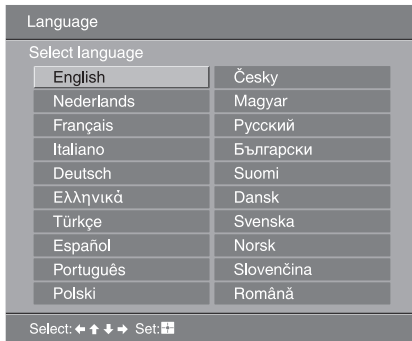 Language
Select language
English
Nederlands
Français
Italiano
Deutsch
Ελληνικά
Türkçe
Español
Português
Polski
Česky
Magyar
Русский
Български
Suomi
Dansk
Svenska
Norsk
Slovenčina
Română
Select: ← ↑ ↓ → Set: